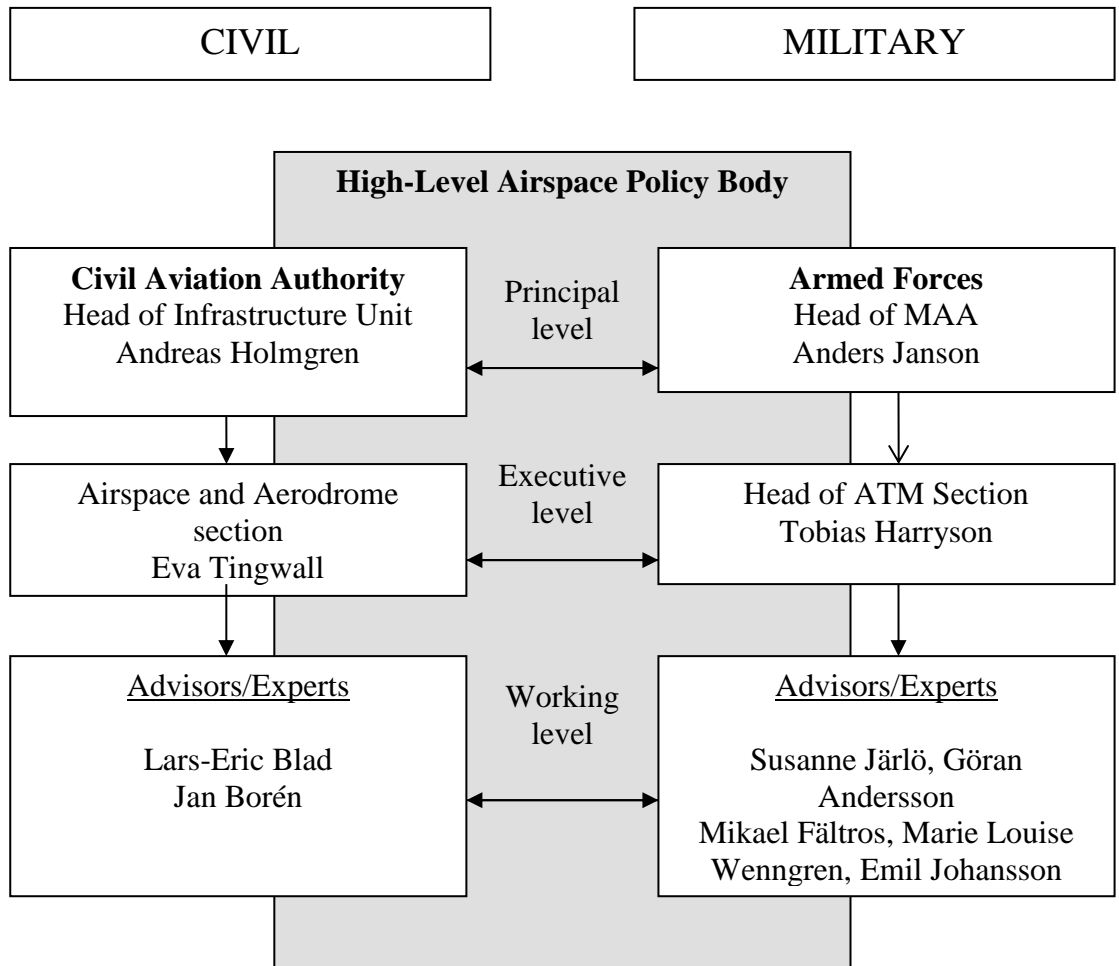 CIVIL
MILITARY
High-Level Airspace Policy Body
Civil Aviation Authority
Head of Infrastructure Unit
Andreas Holmgren
Principal
level
Armed Forces
Head of MAA
Anders Janson
Airspace and Aerodrome
section
Eva Tingwall
Executive
level
Head of ATM Section
Tobias Harryson
Advisors/Experts
Lars-Eric Blad
Jan Borén
Working
level
Advisors/Experts
Susanne Järlö, Göran
Andersson
Mikael Fältros, Marie Louise
Wenngren, Emil Johansson